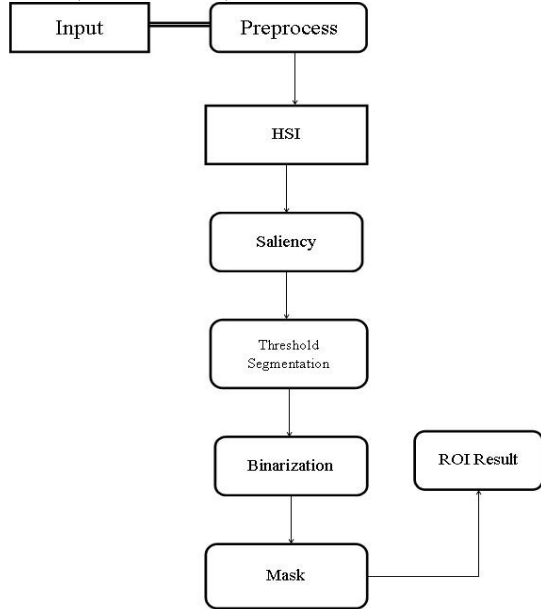 Input
Preprocess
HSI
Saliency
Threshold
Segmentation
Binarization
ROI Result
Mask